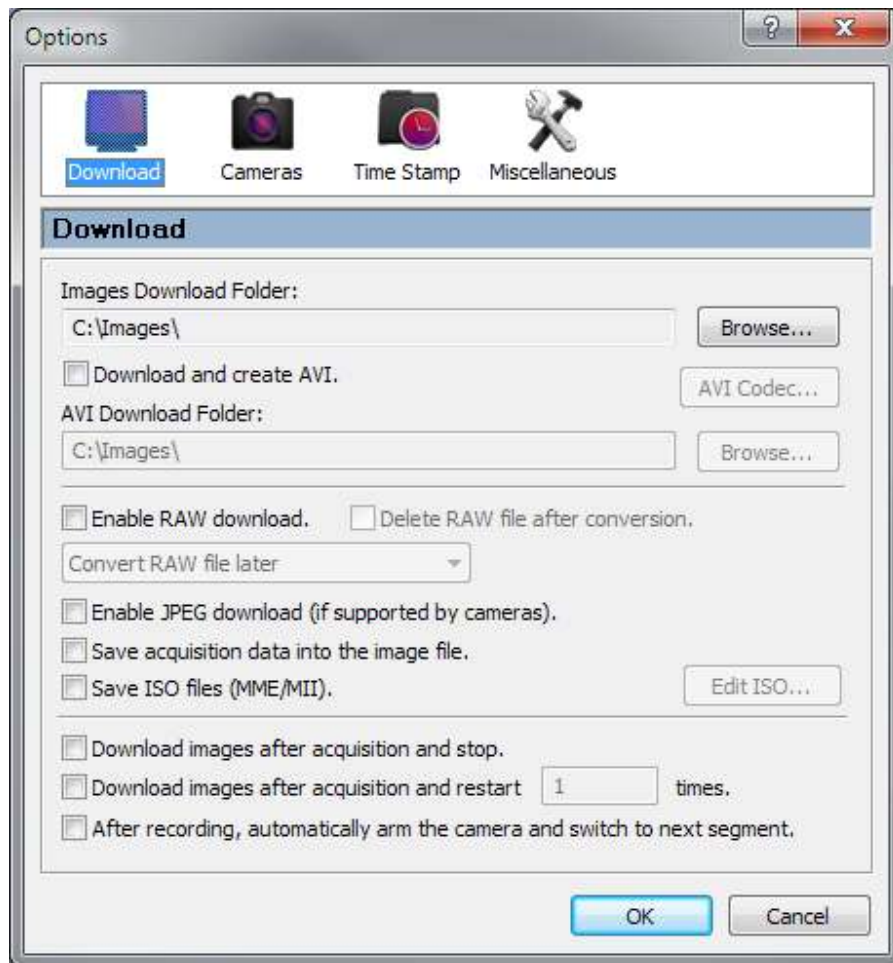 Options
Download Cameras Time Stamp Miscellaneous
Download
Images Download Folder:
C:\Images\ Browse...
Download and create AVI. AVI Codec...
AVI Download Folder:
C:\Images\ Browse...
Enable RAW download. Delete RAW file after conversion.
Convert RAW file later
Enable JPEG download (if supported by cameras).
Save acquisition data into the image file.
Save ISO files (MME/MII). Edit ISO...
Download images after acquisition and stop.
Download images after acquisition and restart 1 times.
After recording, automatically arm the camera and switch to next segment.
OK Cancel